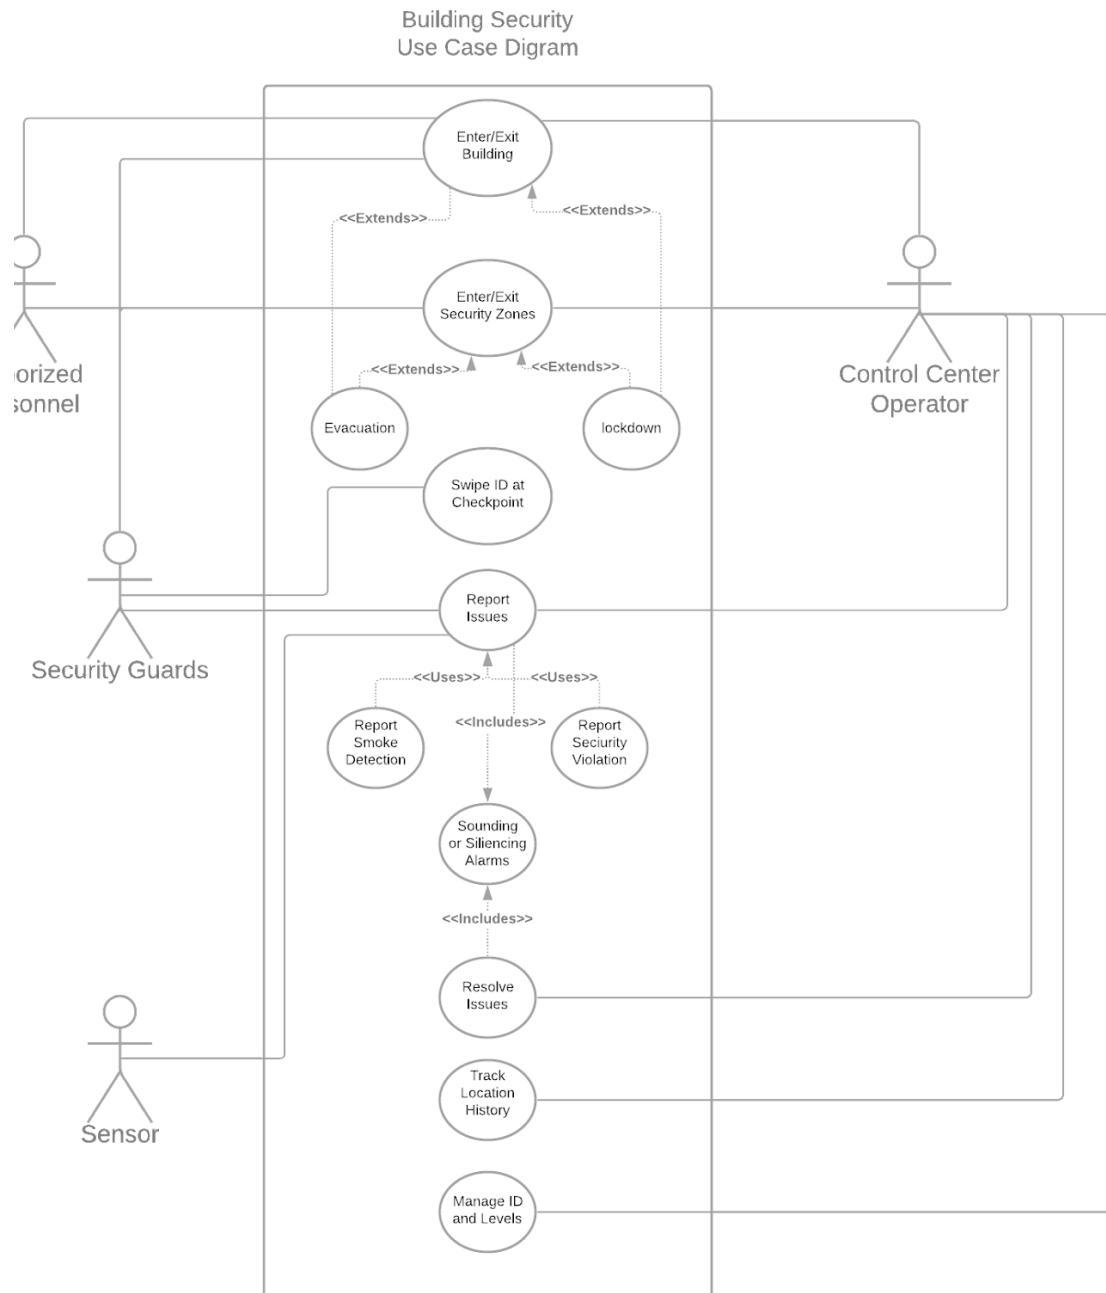 Building Security
Use Case Digram
Enter/Exit
Building
<<Extends>>
<<Extends>>
Enter/Exit
Security Zones
orized
sonnel
Control Center
Operator
<<Extends>>
<<Extends>>
Evacuation
lockdown
Swipe ID at
Checkpoint
Report
Issues
Security Guards
<<Uses>>
<<Uses>>
<<Includes>>
Report
Smoke
Detection
Report
Seciurity
Violation
Sounding
or Siliencing
Alarms
<<Includes>>
Resolve
Issues
Track
Location
History
Sensor
Manage ID
and Levels